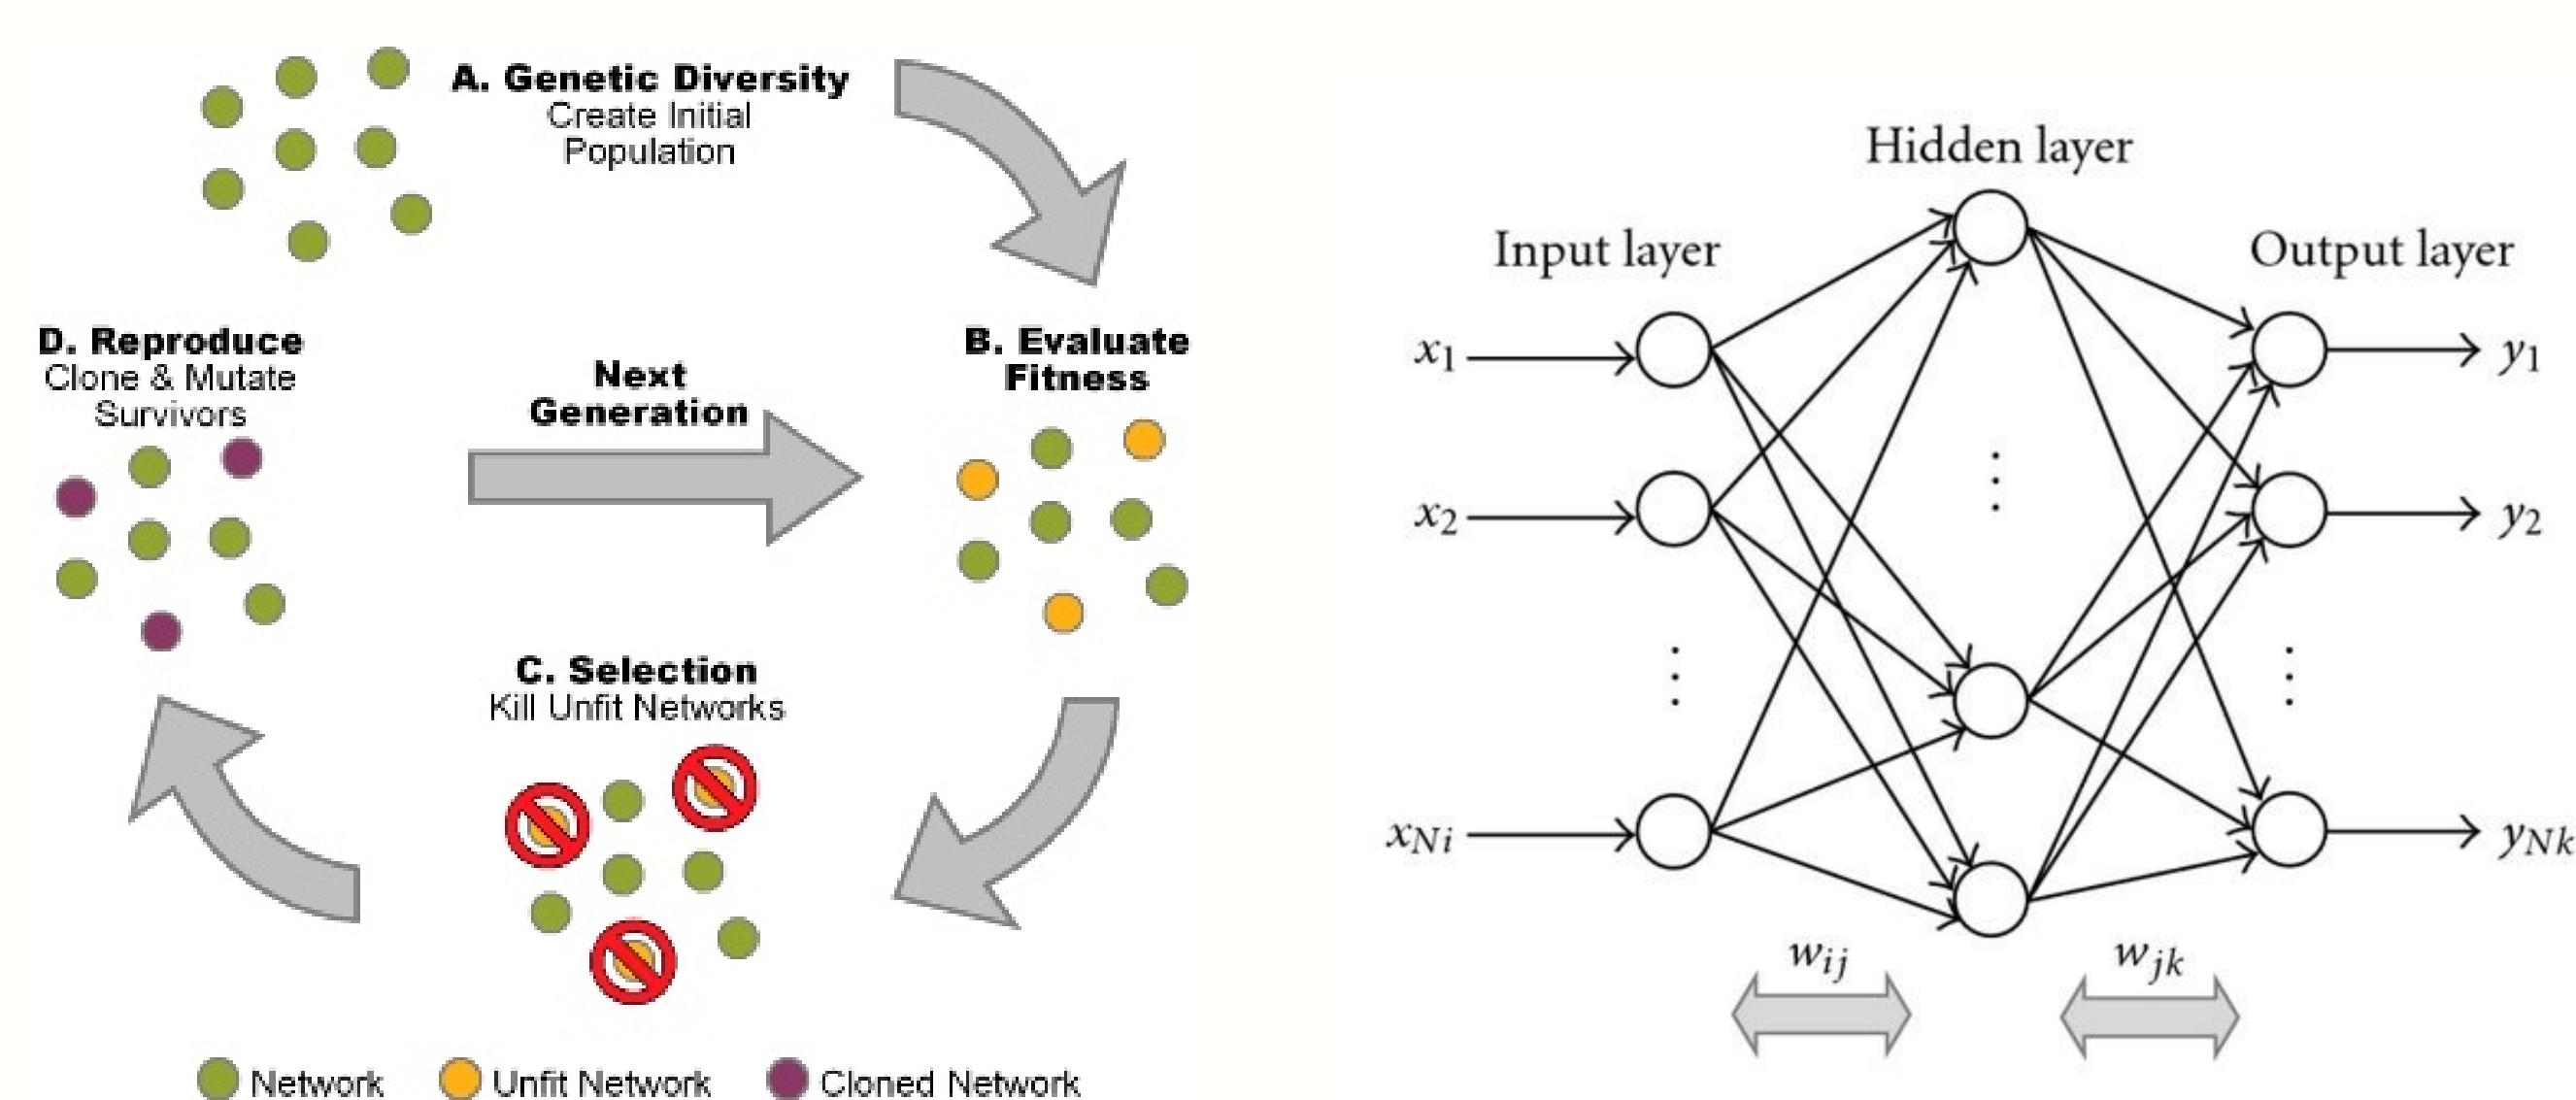 A. Genetic Diversity
Create Initial
Population
D. Reproduce
Clone & Mutate
Survivors
Next
Generation
B. Evaluate
Fitness
C. Selection
Kill Unfit Networks
Network
Unfit Network
Cloned Network
Hidden layer
Input layer
Output layer
x1
y1
x2
y2
xNi
yNk
wij
wjk